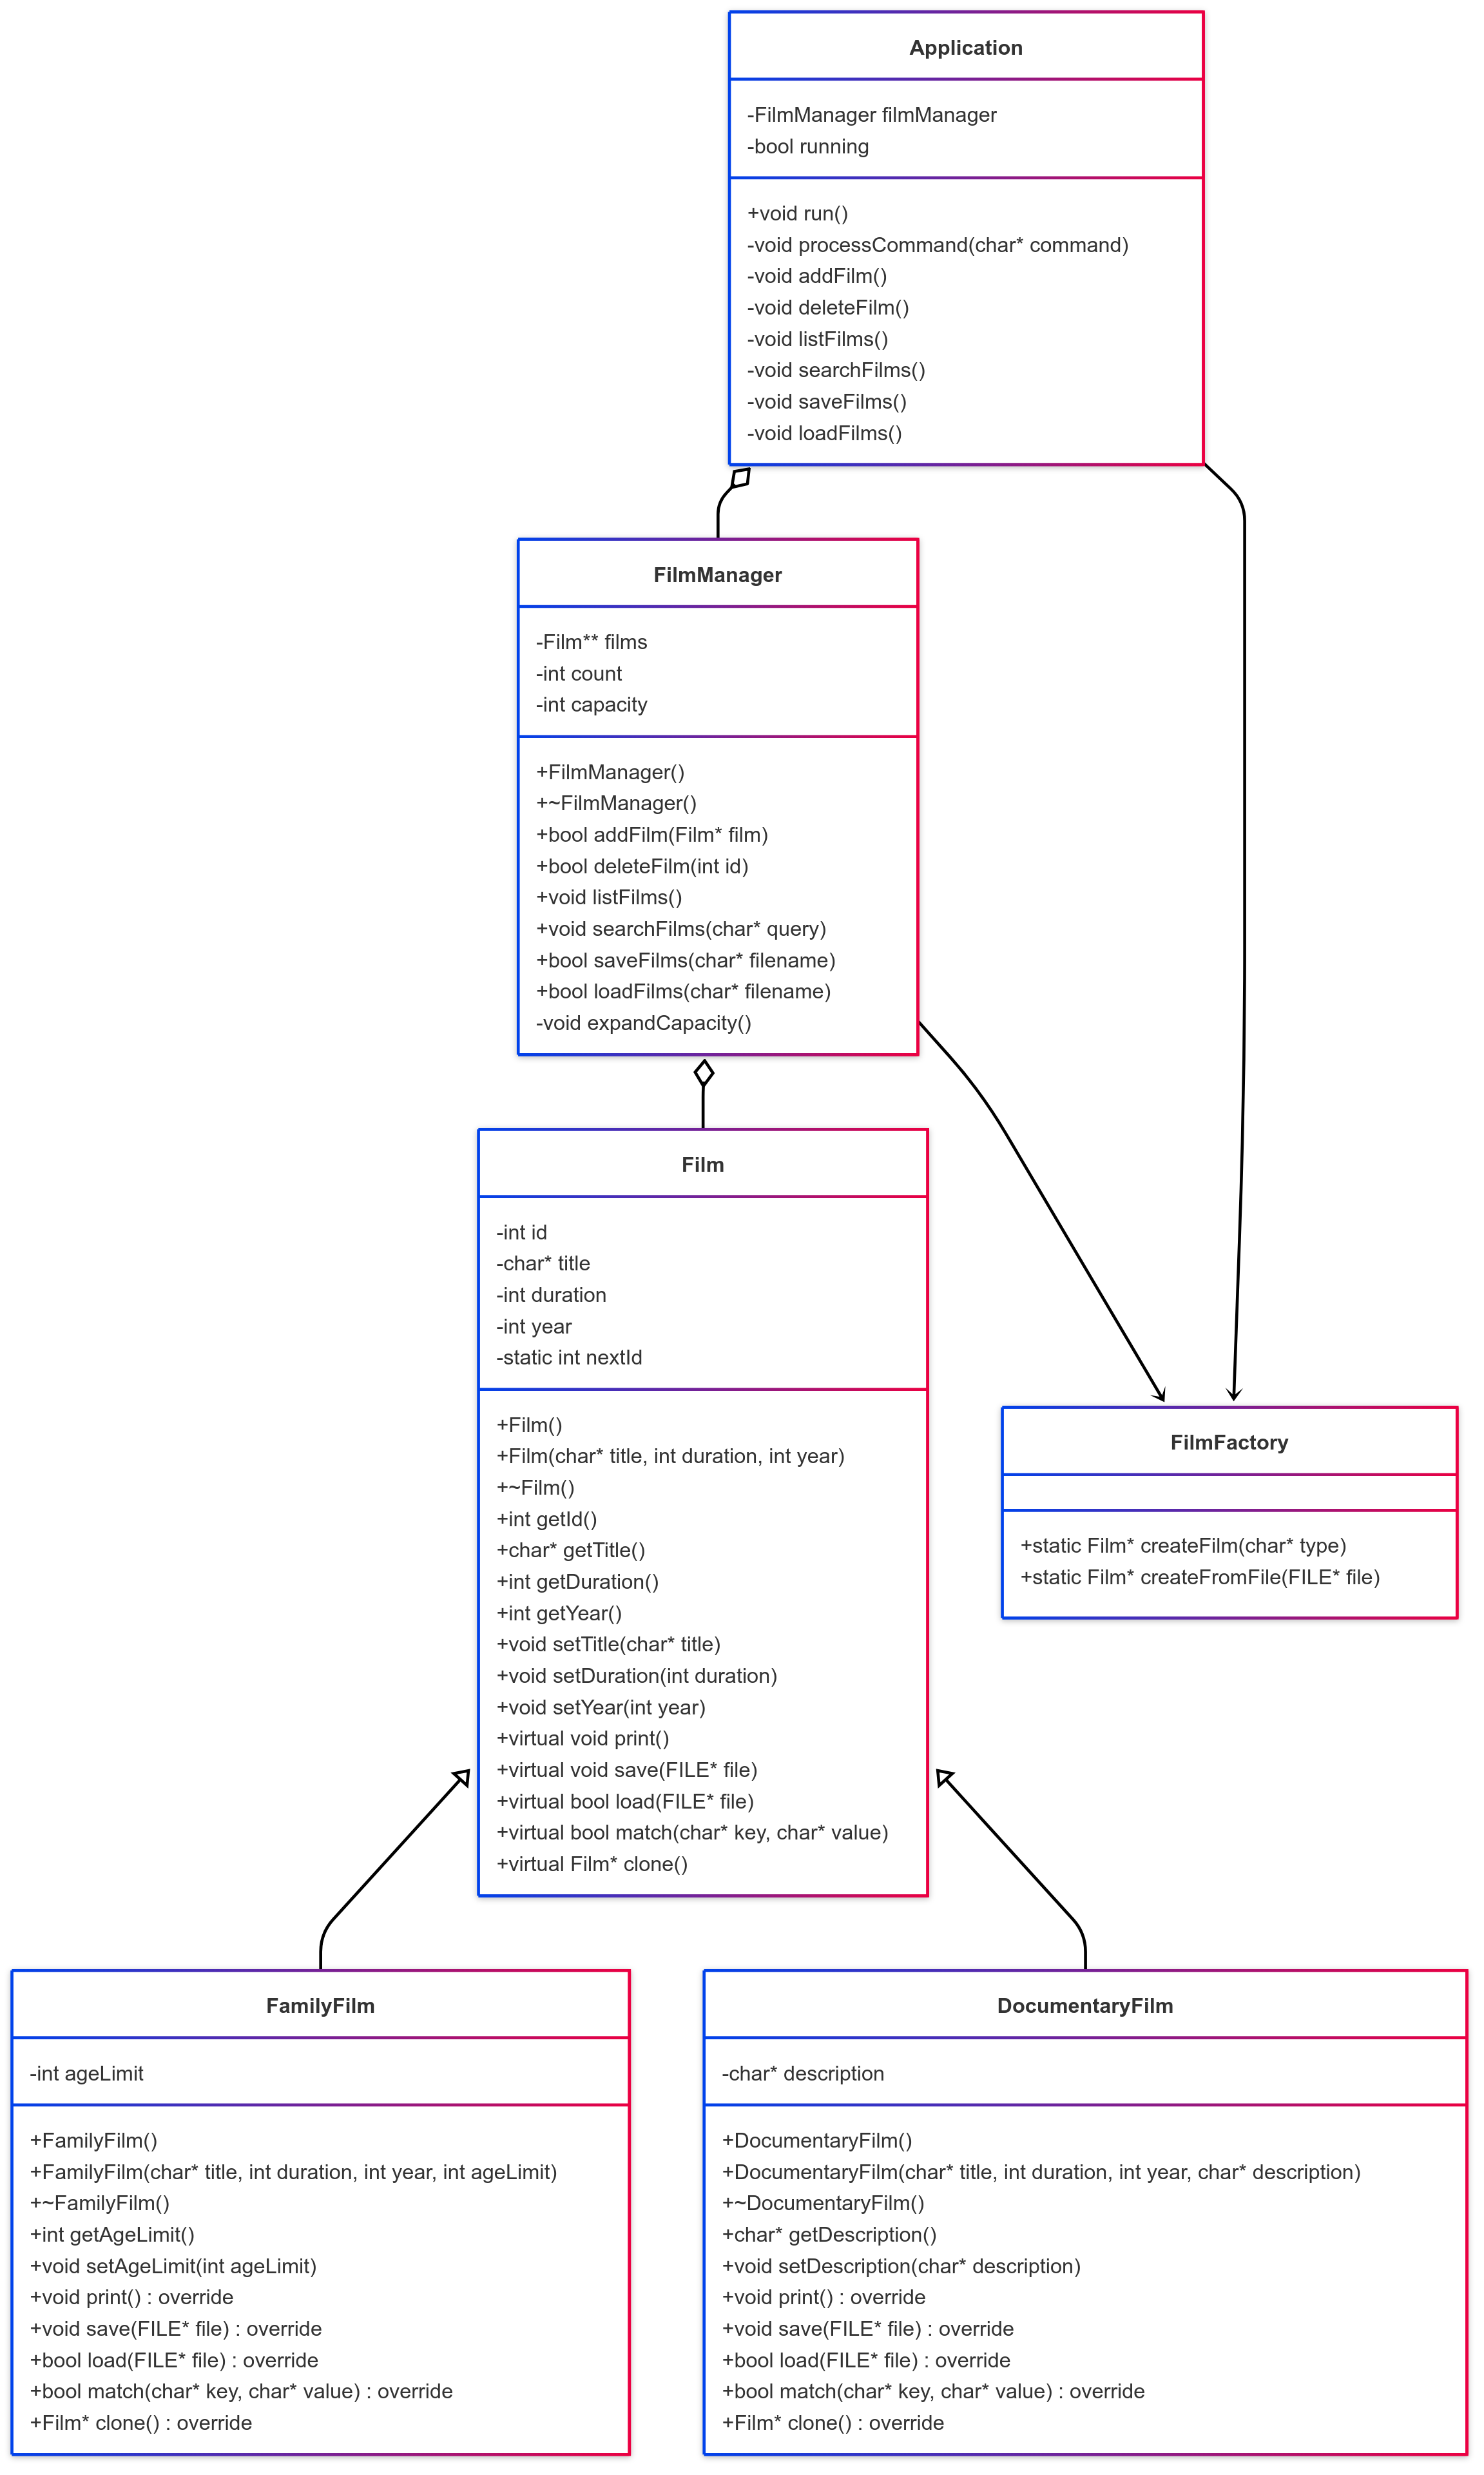 Application
-FilmManager filmManager
-bool running
+void run()
-void processCommand(char* command)
-void addFilm()
-void deleteFilm()
-void listFilms()
-void searchFilms()
-void saveFilms()
-void loadFilms()
FilmManager
-Film** films
-int count
-int capacity
+FilmManager()
+~FilmManager()
+bool addFilm(Film* film)
+bool deleteFilm(int id)
+void listFilms()
+void searchFilms(char* query)
+bool saveFilms(char* filename)
+bool loadFilms(char* filename)
-void expandCapacity()
Film
-int id
-char* title
-int duration
-int year
-static int nextId
+Film()
+Film(char* title, int duration, int year)
+~Film()
+int getId()
+char* getTitle()
+int getDuration()
+int getYear()
+void setTitle(char* title)
+void setDuration(int duration)
+void setYear(int year)
+virtual void print()
+virtual void save(FILE* file)
+virtual bool load(FILE* file)
+virtual bool match(char* key, char* value)
+virtual Film* clone()
FilmFactory
+static Film* createFilm(char* type)
+static Film* createFromFile(FILE* file)
FamilyFilm
-int ageLimit
+FamilyFilm()
+FamilyFilm(char* title, int duration, int year, int ageLimit)
+~FamilyFilm()
+int getAgeLimit()
+void setAgeLimit(int ageLimit)
+void print() : override
+void save(FILE* file) : override
+bool load(FILE* file) : override
+bool match(char* key, char* value) : override
+Film* clone() : override
DocumentaryFilm
-char* description
+DocumentaryFilm()
+DocumentaryFilm(char* title, int duration, int year, char* description)
+~DocumentaryFilm()
+char* getDescription()
+void setDescription(char* description)
+void print() : override
+void save(FILE* file) : override
+bool load(FILE* file) : override
+bool match(char* key, char* value) : override
+Film* clone() : override